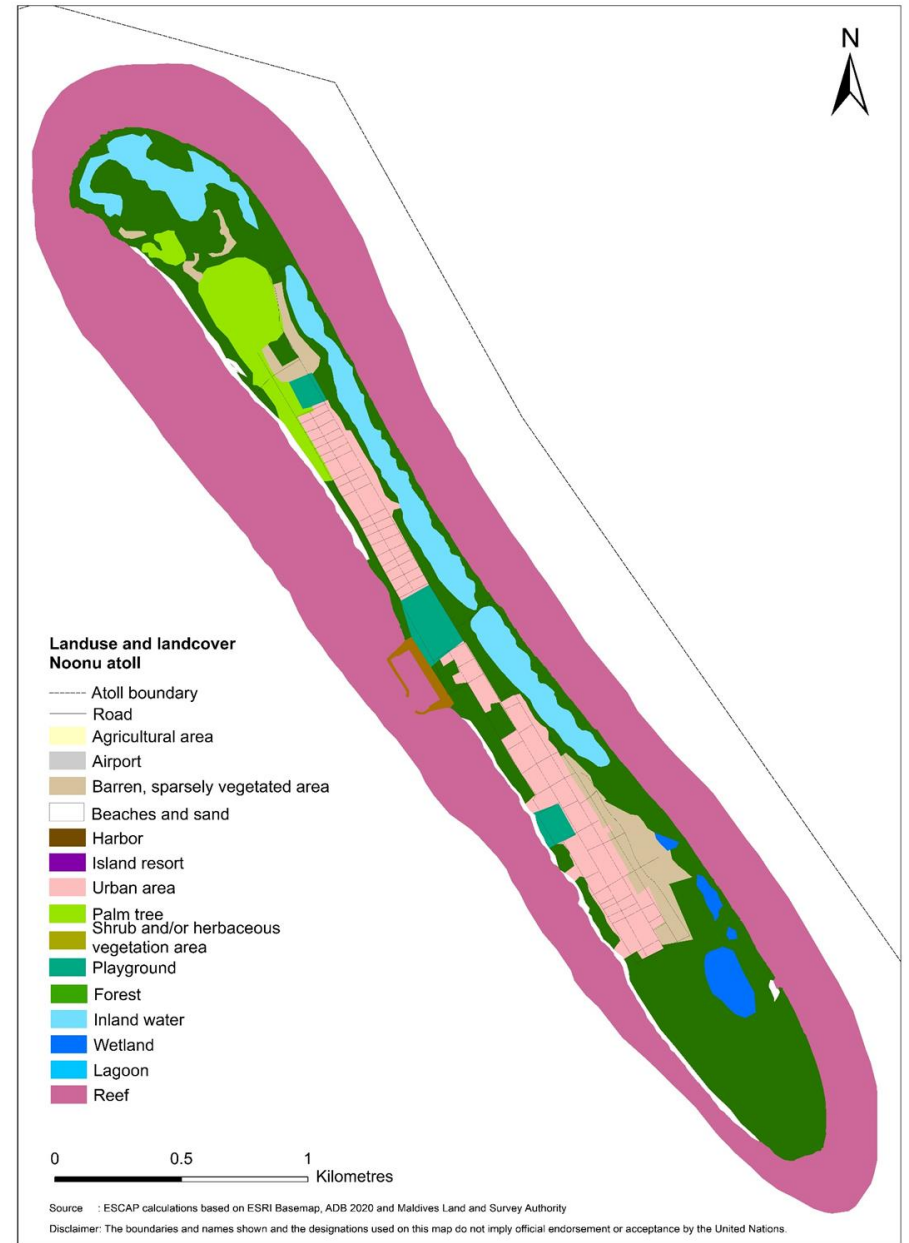 N
Landuse and landcover
Noonu atoll
Atoll boundary
Road
Agricultural area
Airport
Barren, sparsely vegetated area
Beaches and sand
Harbor
Island resort
Urban area
Palm tree
Shrub and/or herbaceous
vegetation area
Playground
Forest
Inland water
Wetland
Lagoon
Reef
0 0.5 1
Kilometres
Source : ESCAP calculations based on ESRI Basemap, ADB 2020 and Maldives Land and Survey Authority
Disclaimer: The boundaries and names shown and the designations used on this map do not imply official endorsement or acceptance by the United Nations.